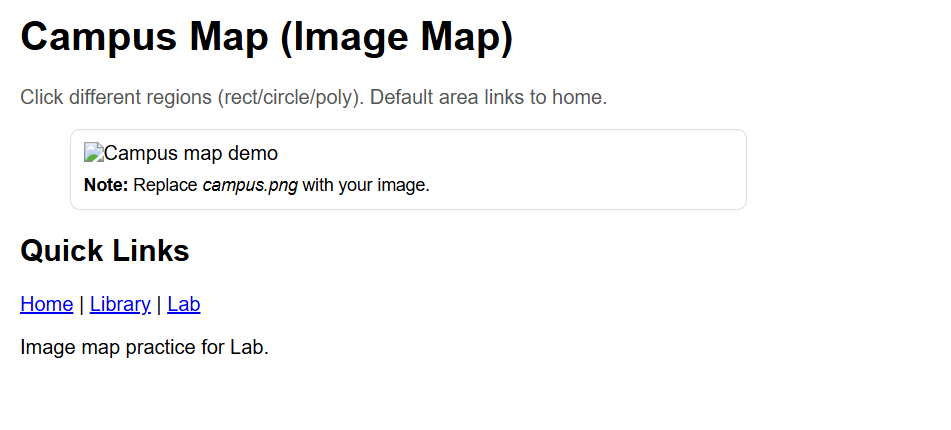 Campus Map (Image Map)
Click different regions (rect/circle/poly). Default area links to home.
Campus map demo
Note: Replace campus.png with your image.
Quick Links
Home | Library | Lab
Image map practice for Lab.